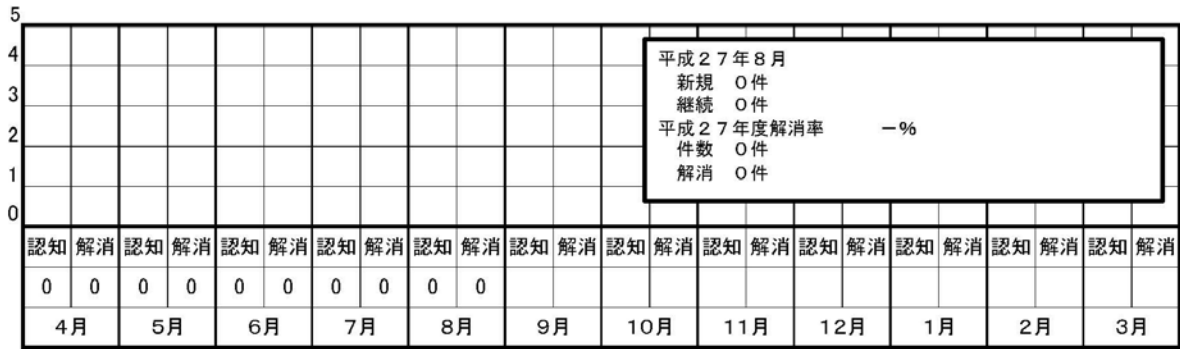 5
4
3
2
1
0
平成２７年８月
新規　０件
継続　０件
平成２７年度解消率　　－％
件数　０件
解消　０件
認知 解消 認知 解消 認知 解消 認知 解消 認知 解消 認知 解消 認知 解消 認知 解消 認知 解消 認知 解消 認知 解消 認知 解消
0 0 0 0 0 0 0 0 0 0
4月 5月 6月 7月 8月 9月 10月 11月 12月 1月 2月 3月